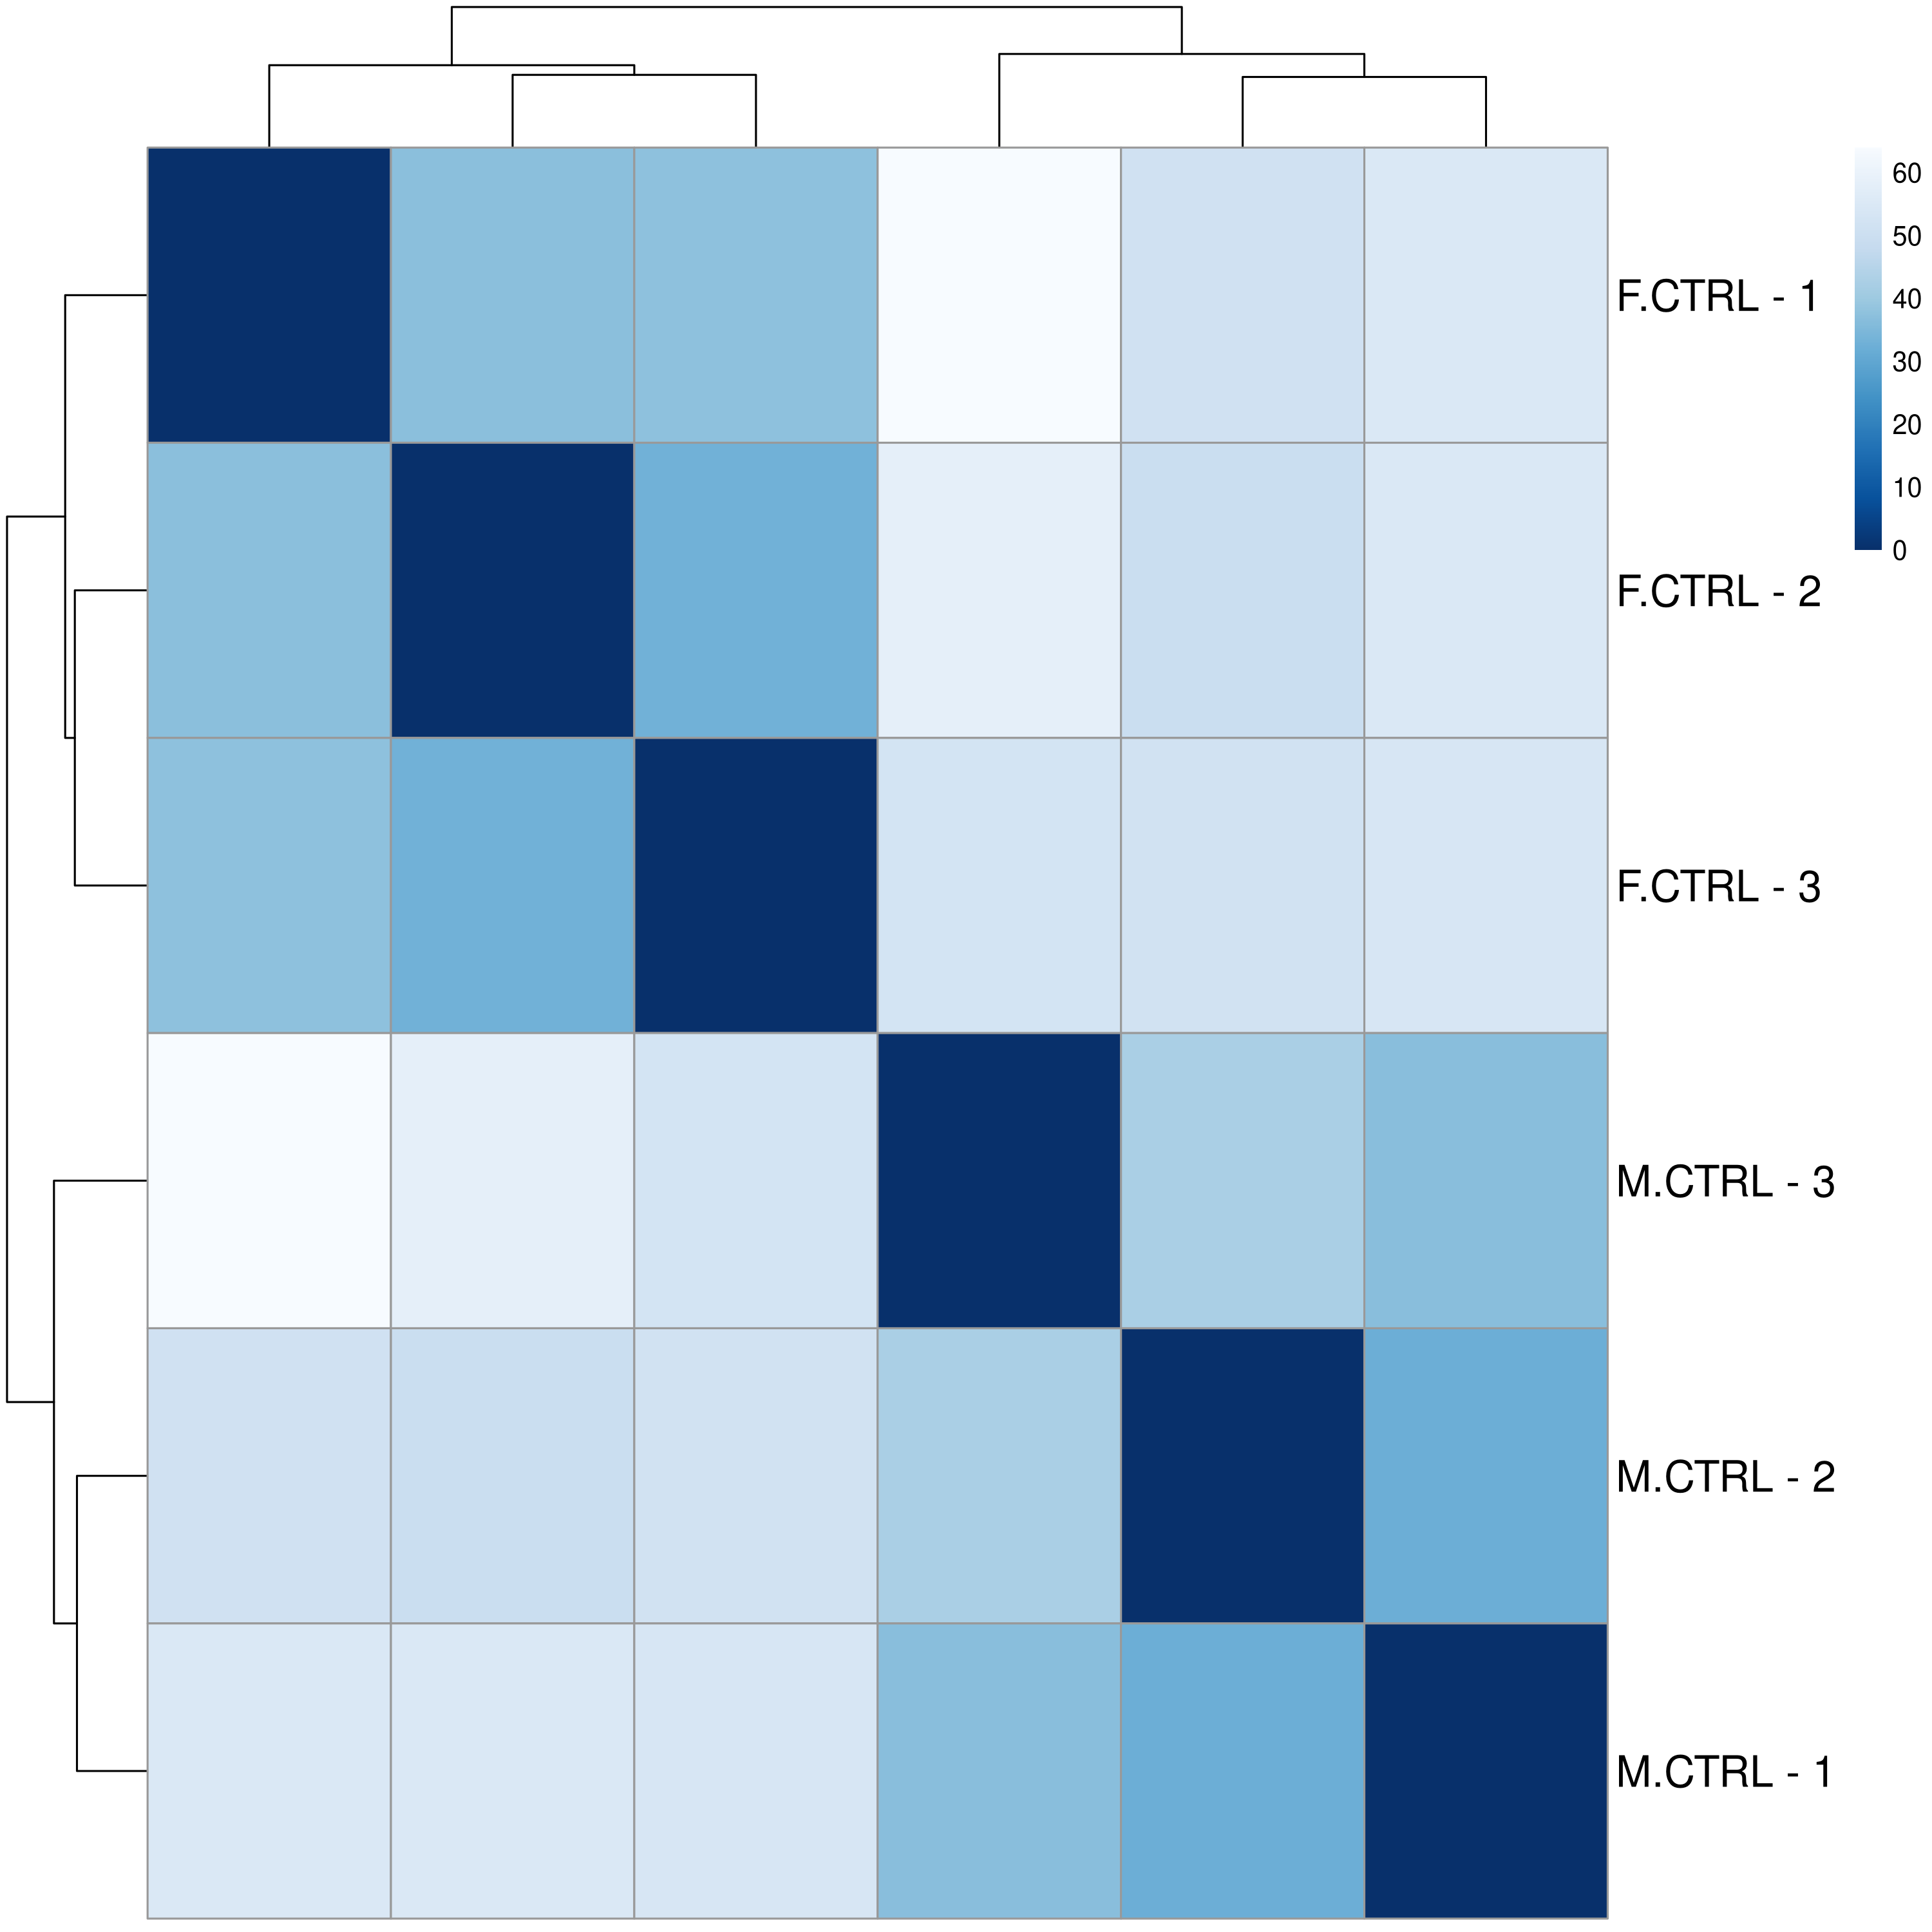 60
50
40
30
20
10
0
F.CTRL - 1
F.CTRL - 2
F.CTRL - 3
M.CTRL - 3
M.CTRL - 2
M.CTRL - 1